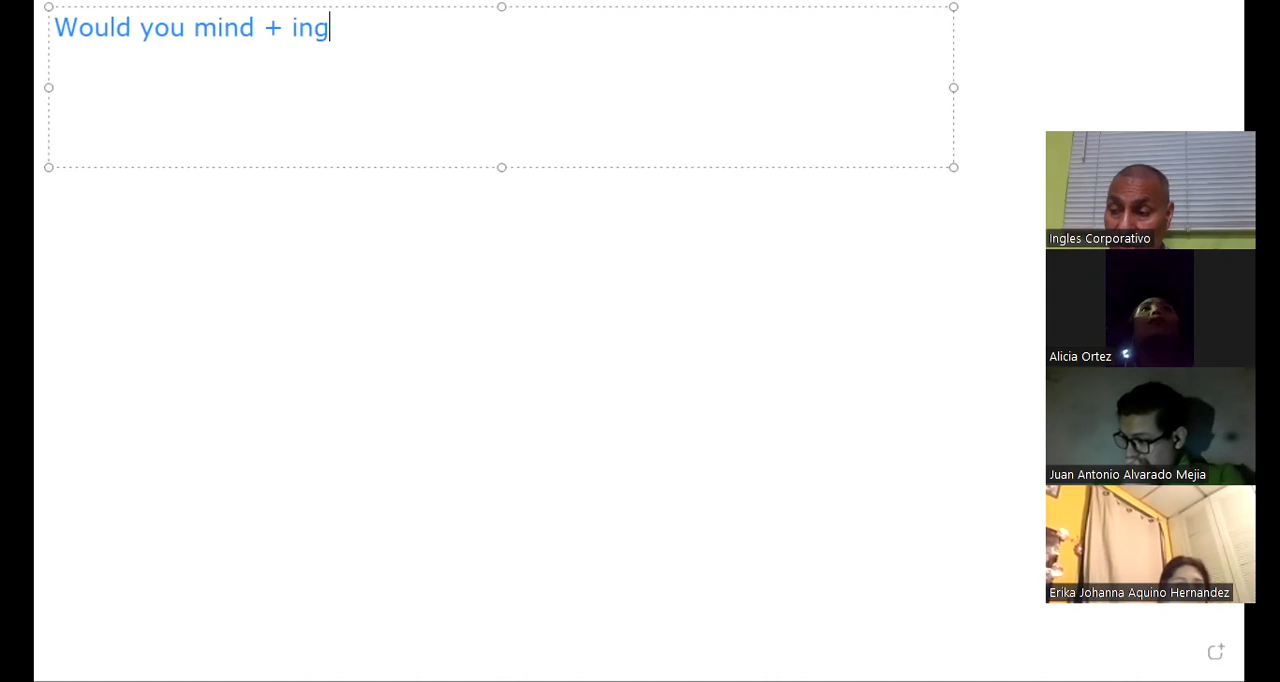 Would you mind + ing
Ingles Corporativo
Alicia Ortez
Juan Antonio Alvarado Mejia
Erika Johanna Aquino Hernandez